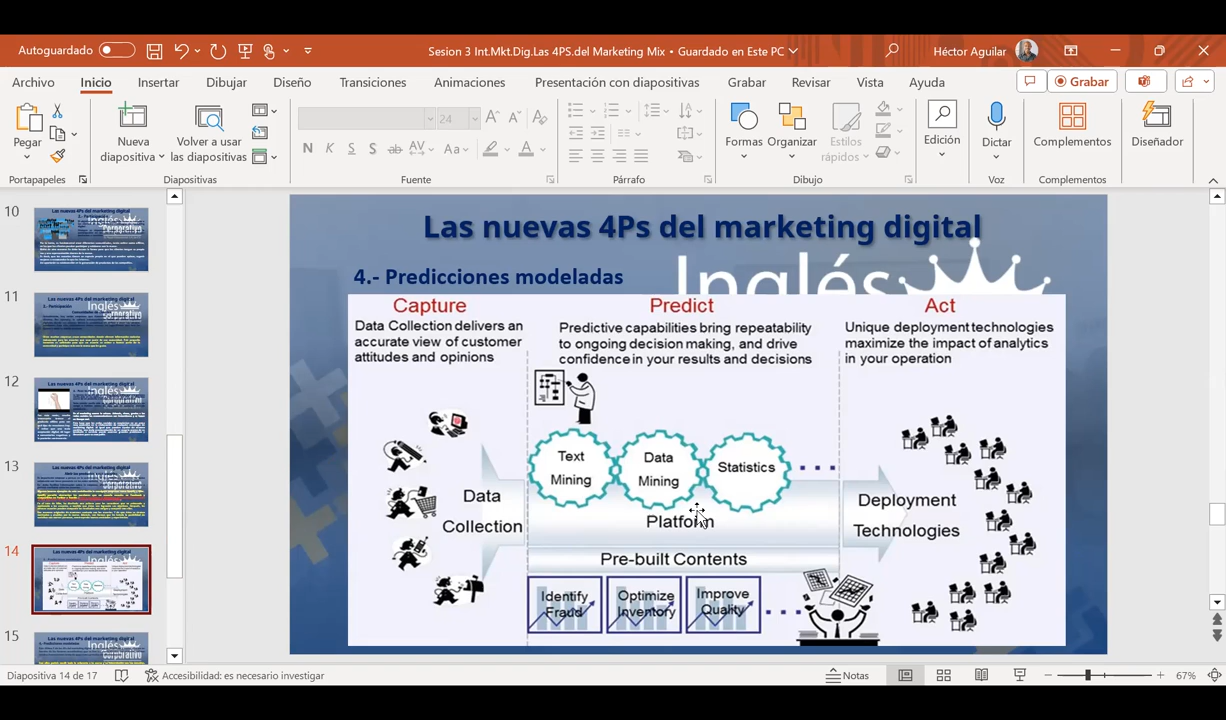 Autoguardado
Sesion 3 Int.Mkt.Dig.Las 4PS.del Marketing Mix • Guardado en Este PC
Héctor Aguilar
Archivo Inicio Insertar Dibujar Diseño Transiciones Animaciones Presentación con diapositivas Grabar Revisar Vista Ayuda
Grabar
24
Pegar
Nueva diapositiva
Volver a usar las diapositivas
N K S S ab AV Aa A
Formas Organizar Estilos rápidos
Edición
Dictar
Complementos
Diseñador
Portapapeles Diapositivas Fuente Párrafo Dibujo Voz Complementos
10
11
12
13
14
15
Las nuevas 4Ps del marketing digital
4.- Predicciones modeladas
Inglés
Capture
Data Collection delivers an
accurate view of customer
attitudes and opinions
Predict
Predictive capabilities bring repeatability
to ongoing decision making, and drive
confidence in your results and decisions
Act
Unique deployment technologies
maximize the impact of analytics
in your operation
Data
Collection
Text
Mining
Data
Mining
Statistics
Platform
Pre-built Contents
Identify
Fraud
Optimize
Inventory
Improve
Quality
Deployment
Technologies
Diapositiva 14 de 17
Accesibilidad: es necesario investigar
Notas
67%